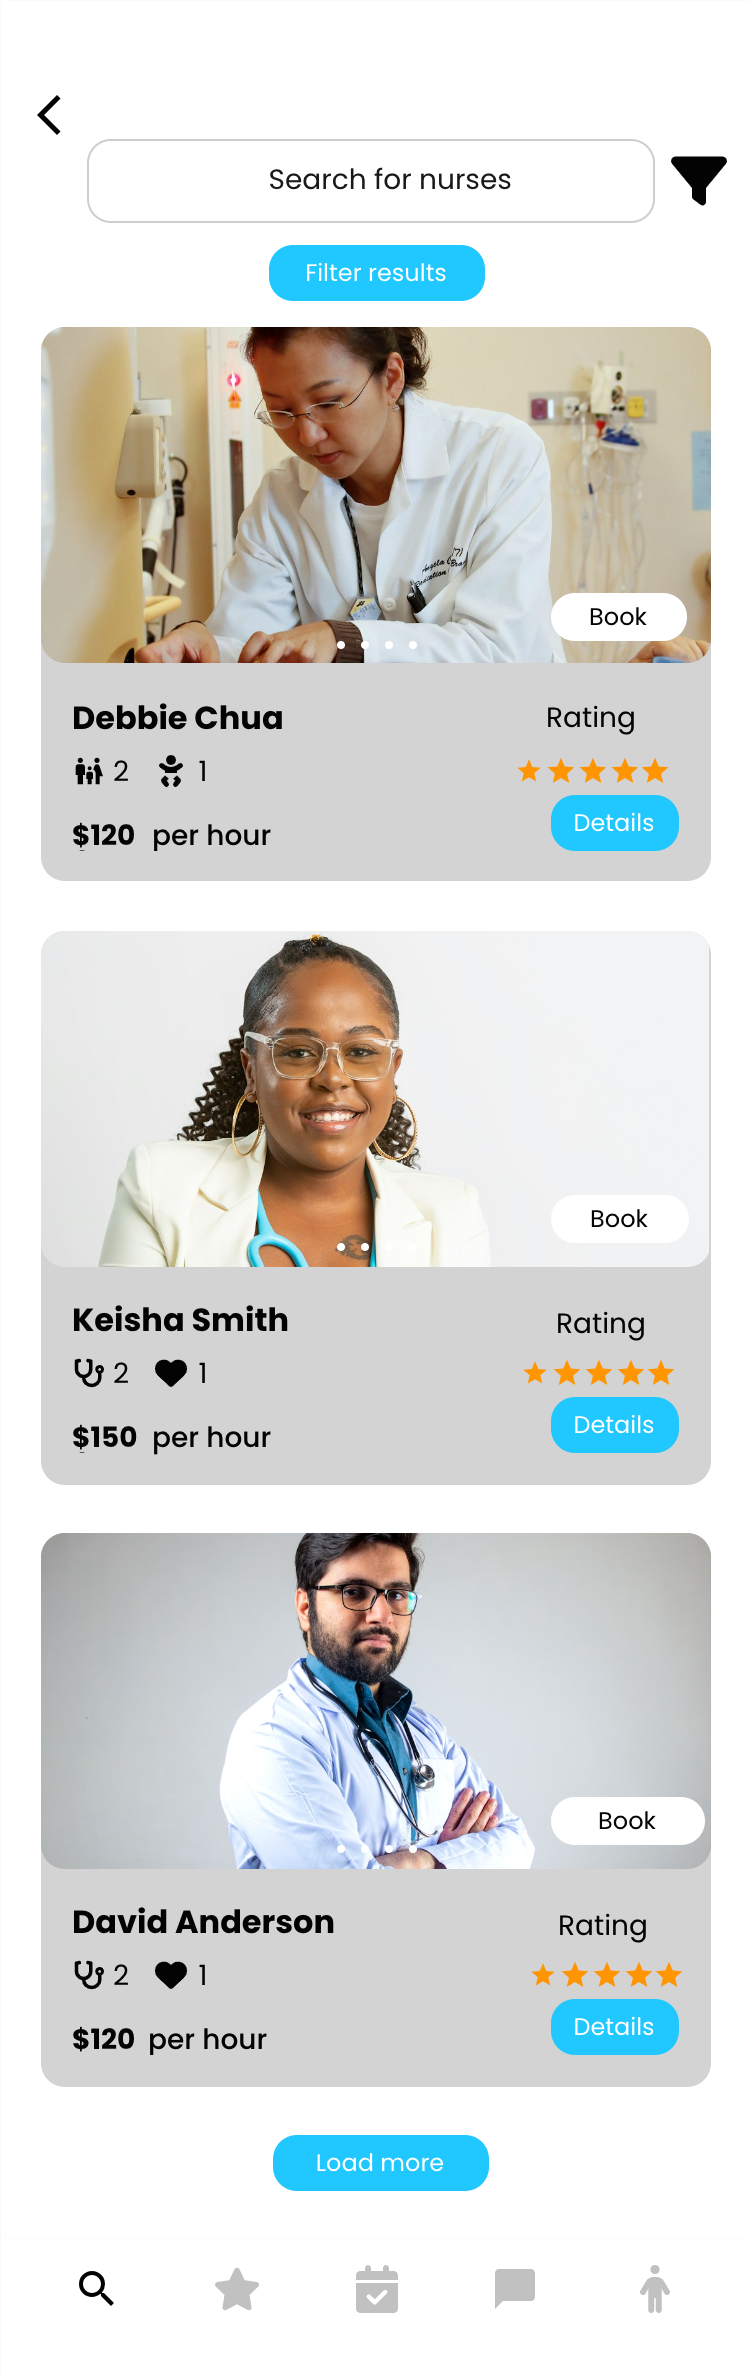 Search for nurses
Filter results
Book
Debbie Chua
Rating
2 1
$120 per hour
Details
Book
Keisha Smith
Rating
2 1
$150 per hour
Details
Book
David Anderson
Rating
2 1
$120 per hour
Details
Load more